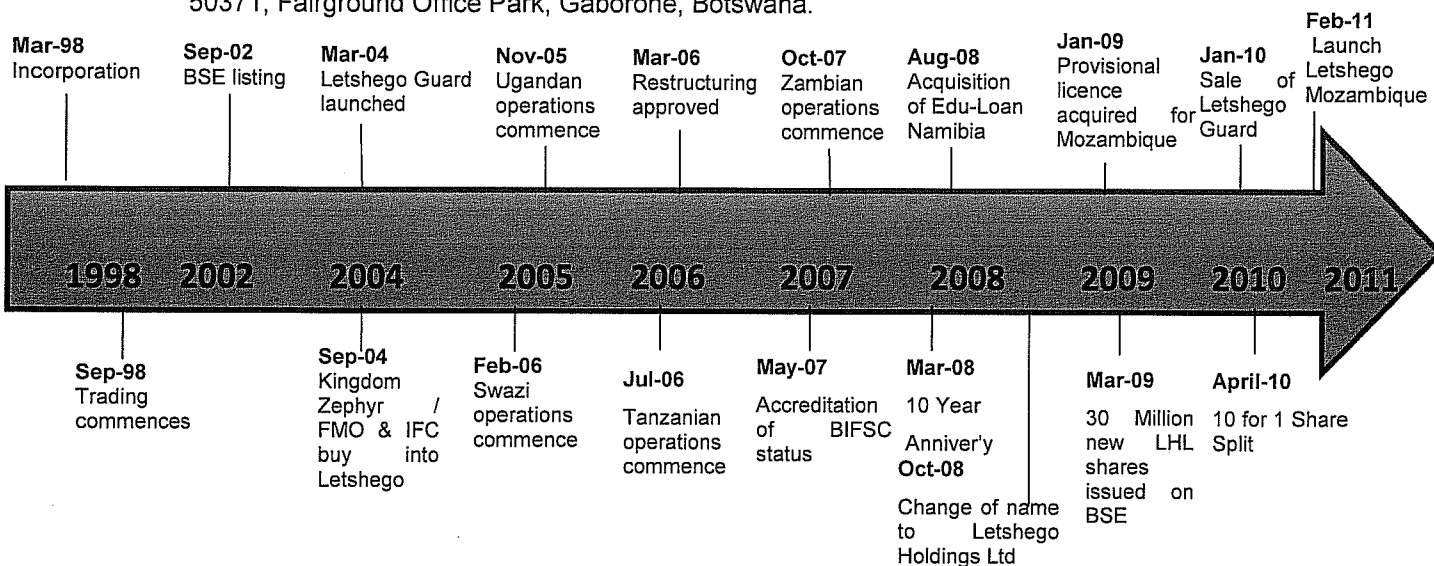 50371, Fairground Office Park, Gaborone, Botswana.
Mar-98
Incorporation
Sep-02
BSE listing
Mar-04
Letshego Guard
launched
Nov-05
Ugandan
operations
commence
Mar-06
Restructuring
approved
Oct-07
Zambian
operations
commence
Aug-08
Acquisition
of Edu-Loan
Namibia
Jan-09
Provisional
licence
acquired for
Mozambique
Jan-10
Sale of
Letshego
Guard
Feb-11
Launch
Letshego
Mozambique
1998 2002 2004 2005 2006 2007 2008 2009 2010 2011
Sep-98
Trading
commences
Sep-04
Kingdom
Zephyr /
FMO & IFC
buy into
Letshego
Feb-06
Swazi
operations
commence
Jul-06
Tanzanian
operations
commence
May-07
Accreditation
of BIFSC
status
Mar-08
10 Year
Anniver'y
Oct-08
Change of name
to Letshego
Holdings Ltd
Mar-09
30 Million
new LHL
shares
issued on
BSE
April-10
10 for 1 Share
Split